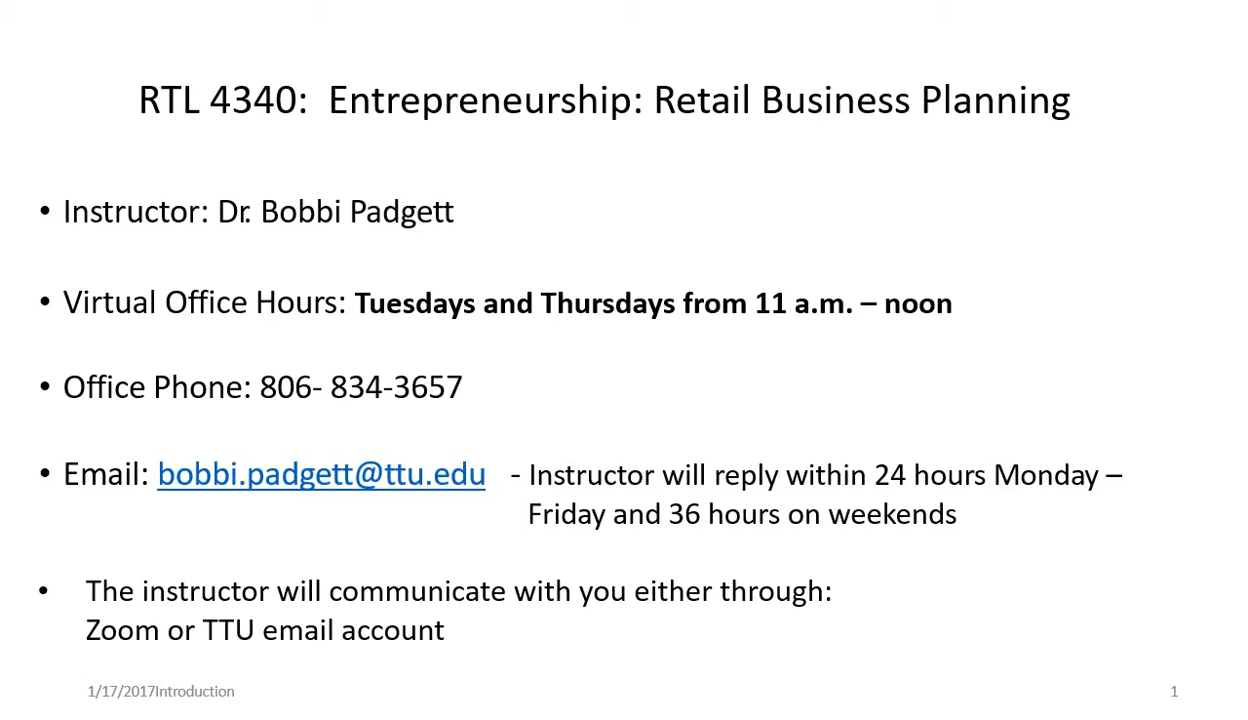 RTL 4340: Entrepreneurship: Retail Business Planning
• Instructor: Dr. Bobbi Padgett
• Virtual Office Hours: Tuesdays and Thursdays from 11 a.m. – noon
• Office Phone: 806- 834-3657
• Email: bobbi.padgett@ttu.edu - Instructor will reply within 24 hours Monday –
Friday and 36 hours on weekends
• The instructor will communicate with you either through:
Zoom or TTU email account
1/17/2017Introduction 1